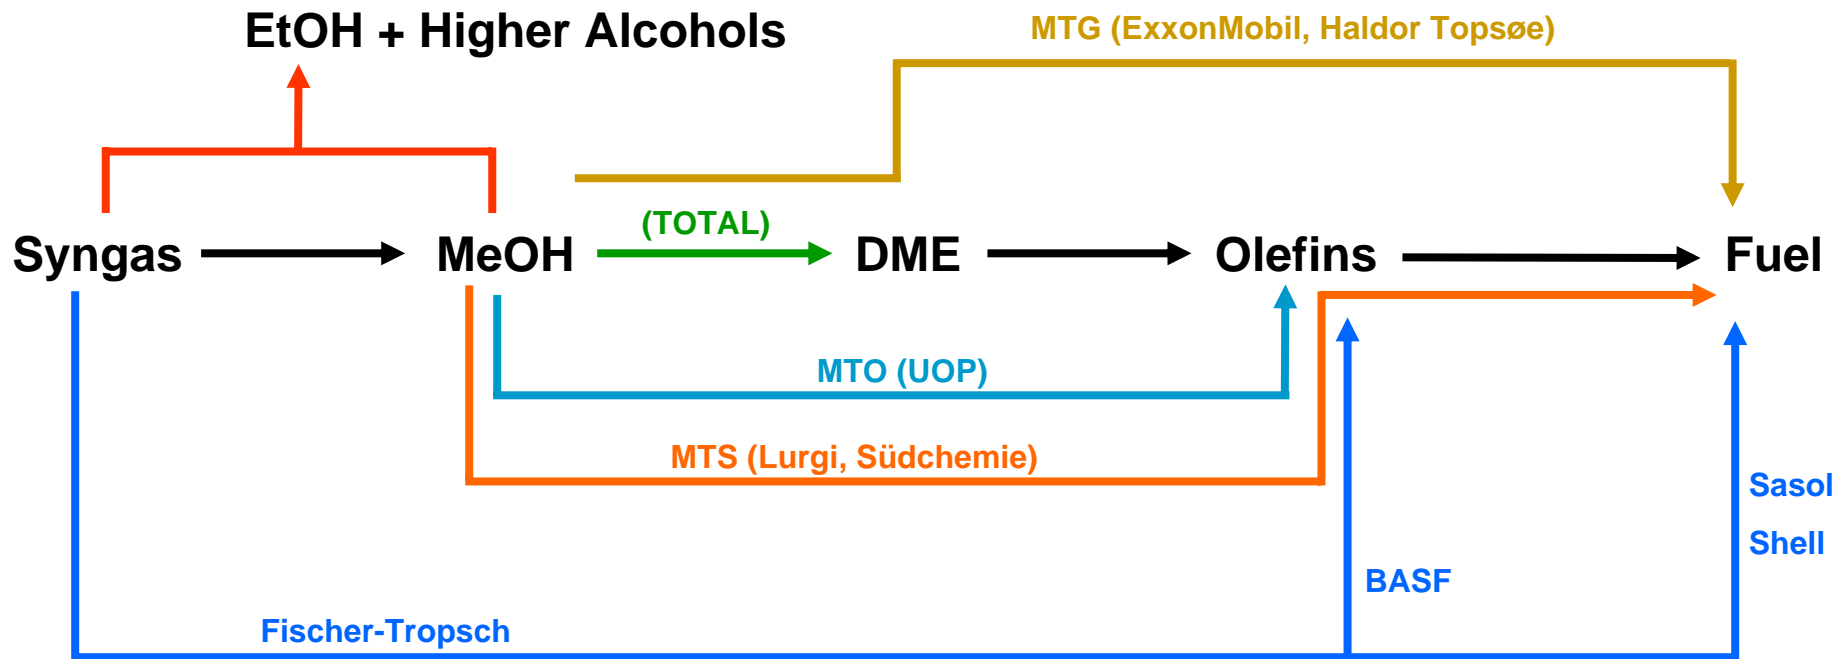 EtOH + Higher Alcohols
MTG (ExxonMobil, Haldor Topsøe)
(TOTAL)
Syngas
MeOH
DME
Olefins
Fuel
MTO (UOP)
MTS (Lurgi, Südchemie)
Sasol
Shell
BASF
Fischer-Tropsch